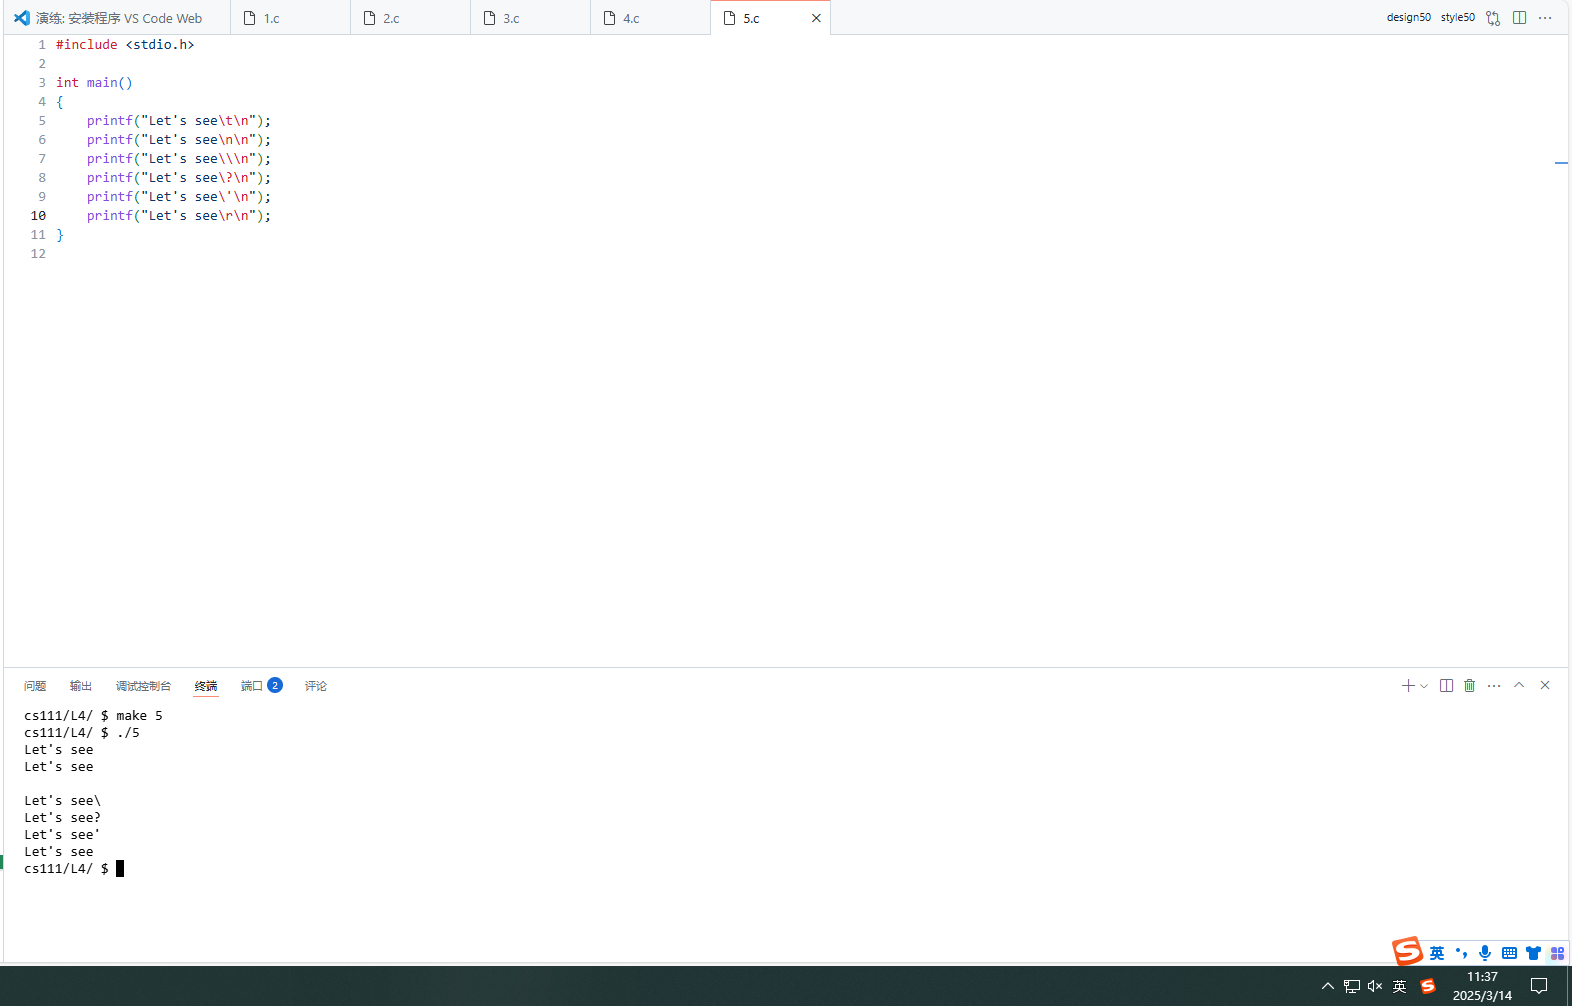 演练: 安装程序 VS Code Web 1.c 2.c 3.c 4.c 5.c design50 style50
1 #include <stdio.h>
2
3 int main()
4 {
5     printf("Let's see\t\n");
6     printf("Let's see\n\n");
7     printf("Let's see\\\n");
8     printf("Let's see\?\n");
9     printf("Let's see\'\n");
10     printf("Let's see\r\n");
11 }
12
问题 输出 调试控制台 终端 端口 2 评论
cs111/L4/ $ make 5
cs111/L4/ $ ./5
Let's see
Let's see
Let's see\
Let's see?
Let's see'
Let's see
cs111/L4/ $
S 英
英 S 11:37
2025/3/14